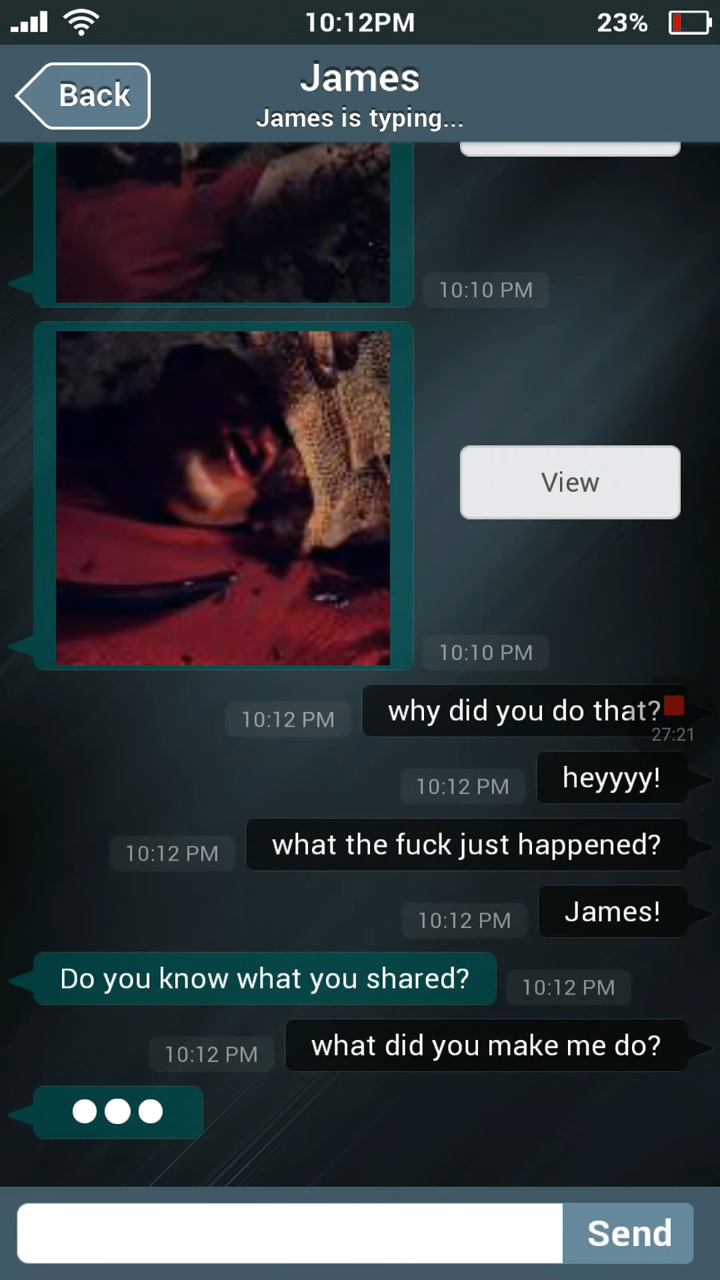 10:12PM
23%
Back
James
James is typing...
10:10 PM
View
10:10 PM
10:12 PM
why did you do that?
27:21
10:12 PM
heyyyy!
10:12 PM
what the fuck just happened?
10:12 PM
James!
Do you know what you shared?
10:12 PM
10:12 PM
what did you make me do?
Send